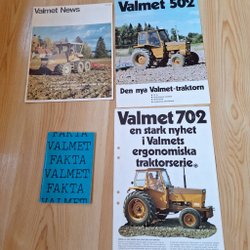 Valmet News
Valmet 502
Den nya Valmet-traktorn
FAKTA
VALMET
FAKTA
VALMET
FAKTA
VALMET
Valmet 702
en stark nyhet
i Valmets
ergonomiska
traktorserie.